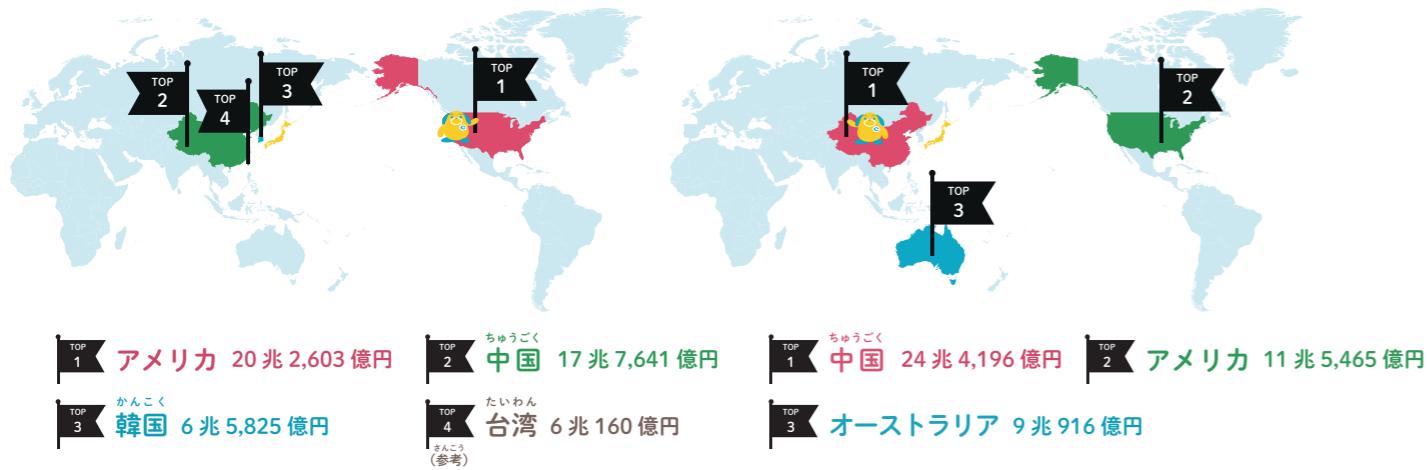 TOP
2
TOP
4
TOP
3
TOP
1
TOP
1
TOP
2
TOP
3
TOP
1
アメリカ 20 兆 2,603 億円
TOP
2
ちゅうごく
中国 17 兆 7,641 億円
TOP
3
かんこく
韓国 6 兆 5,825 億円
TOP
4
たいわん
台湾 6 兆 160 億円
さんこう
(参考)
TOP
1
ちゅうごく
中国 24 兆 4,196 億円
TOP
2
アメリカ 11 兆 5,465 億円
TOP
3
オーストラリア 9 兆 916 億円